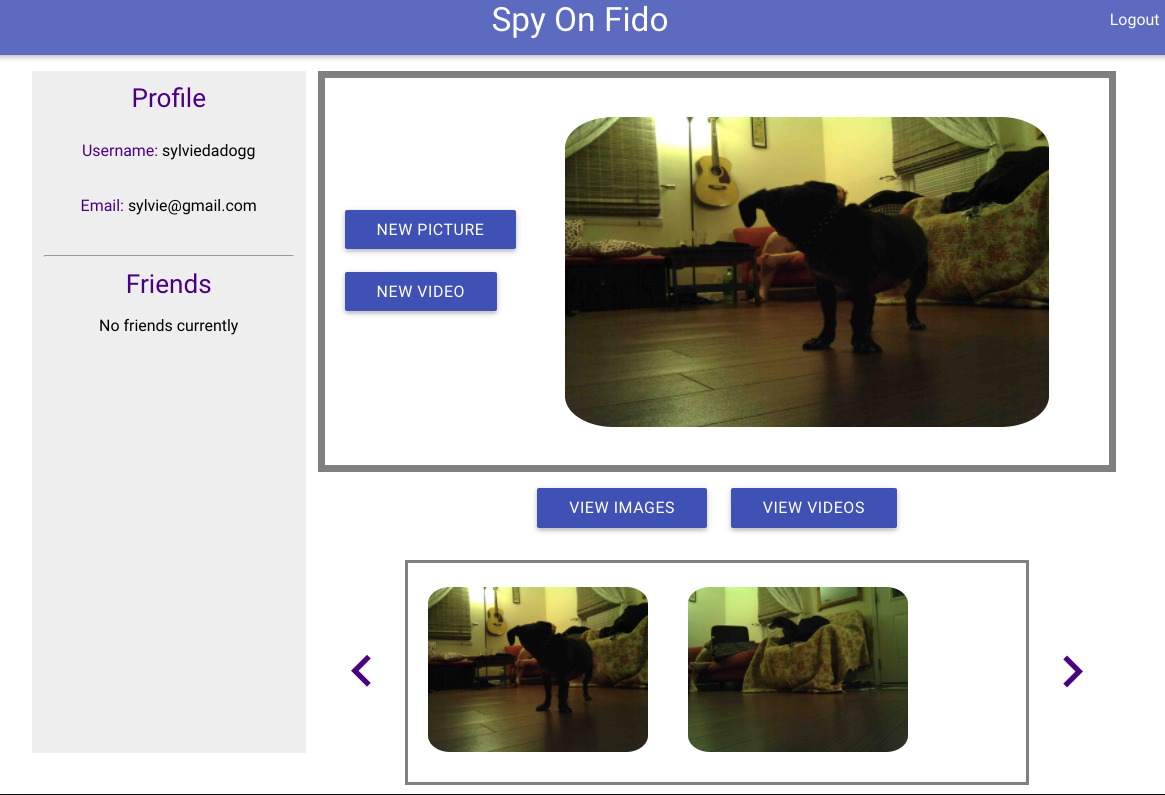 Spy On Fido
Logout
Profile
Username: sylviedadogg
Email: sylvie@gmail.com
Friends
No friends currently
NEW PICTURE
NEW VIDEO
VIEW IMAGES
VIEW VIDEOS